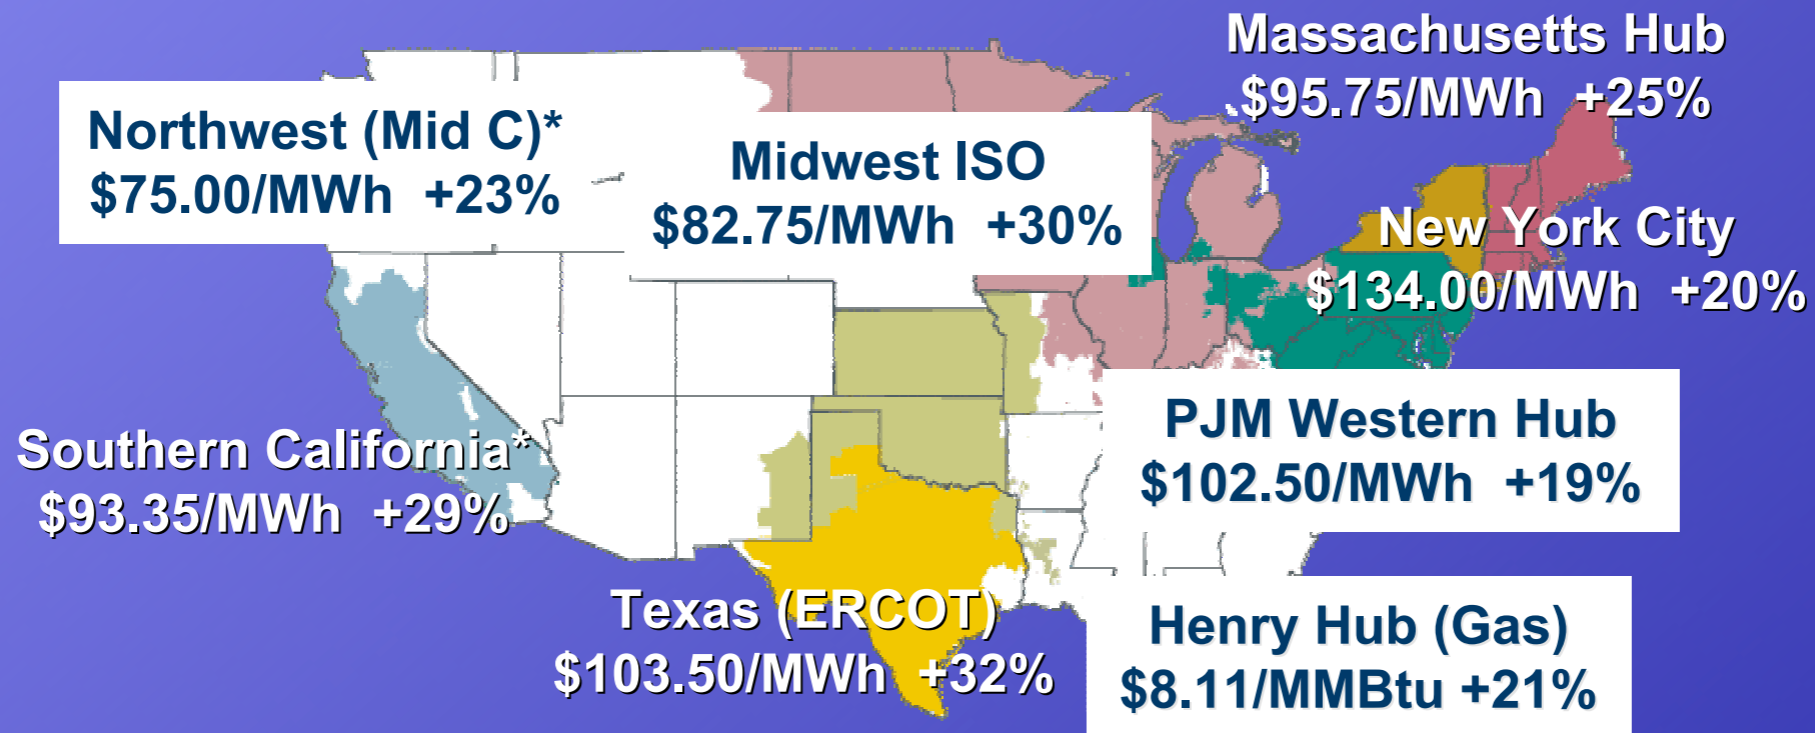 Massachusetts Hub
$95.75/MWh +25%
Northwest (Mid C)*
$75.00/MWh +23%
Midwest ISO
$82.75/MWh +30%
New York City
$134.00/MWh +20%
PJM Western Hub
$102.50/MWh +19%
Southern California*
$93.35/MWh +29%
Texas (ERCOT)
$103.50/MWh +32%
Henry Hub (Gas)
$8.11/MMBtu +21%